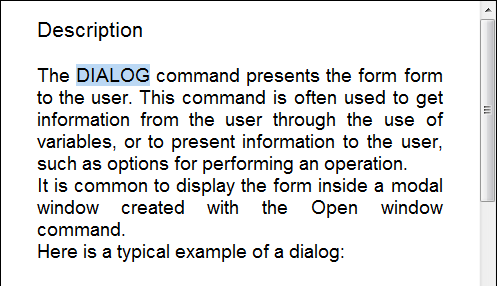 Description
The DIALOG command presents the form form
to the user. This command is often used to get
information from the user through the use of
variables, or to present information to the user,
such as options for performing an operation.
It is common to display the form inside a modal
window created with the Open window
command.
Here is a typical example of a dialog: